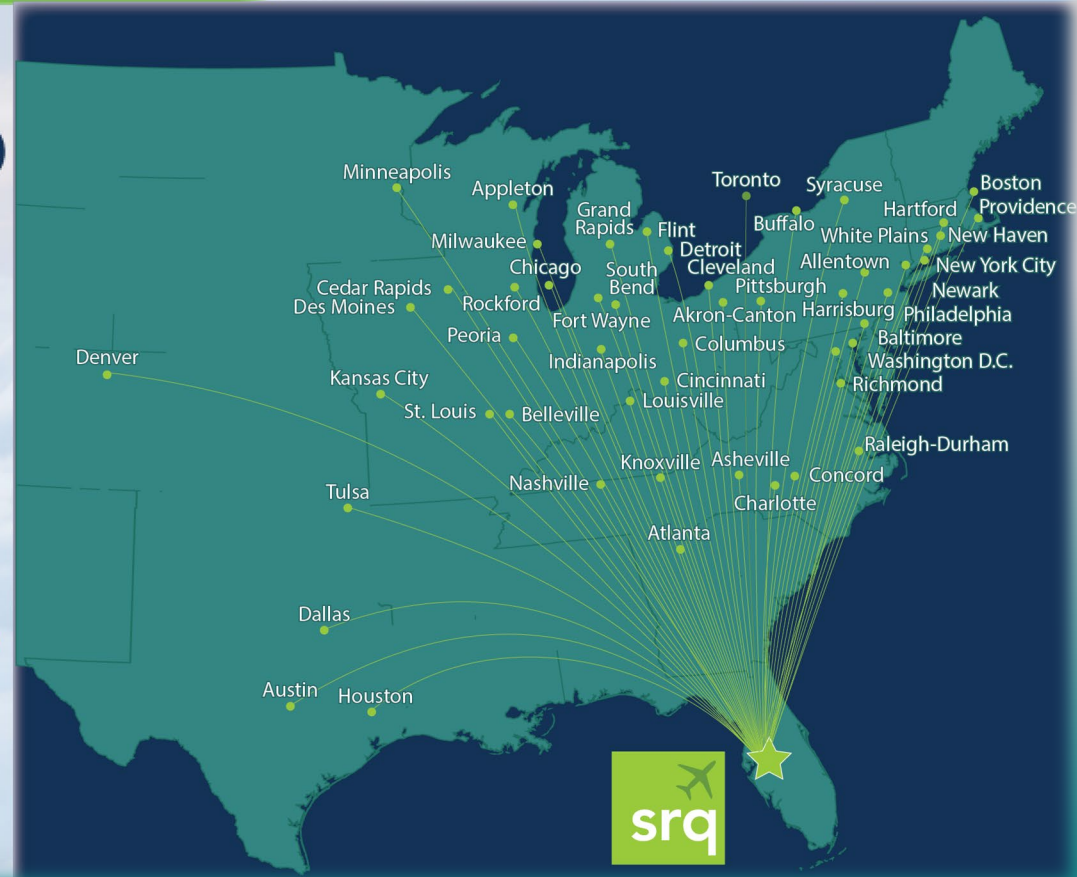 Minneapolis
Appleton
Toronto
Syracuse
Boston
Providence
Grand
Rapids
Hartford
Buffalo
Flint
White Plains
New Haven
Milwaukee
Detroit
Allentown
New York City
Chicago
South
Bend
Cleveland
Pittsburgh
Newark
Cedar Rapids
Rockford
Des Moines
Fort Wayne
Akron-Canton
Harrisburg
Philadelphia
Peoria
Columbus
Baltimore
Denver
Indianapolis
Washington D.C.
Kansas City
Cincinnati
Richmond
St. Louis
Belleville
Louisville
Raleigh-Durham
Knoxville
Asheville
Concord
Tulsa
Nashville
Charlotte
Atlanta
Dallas
Austin
Houston
srq